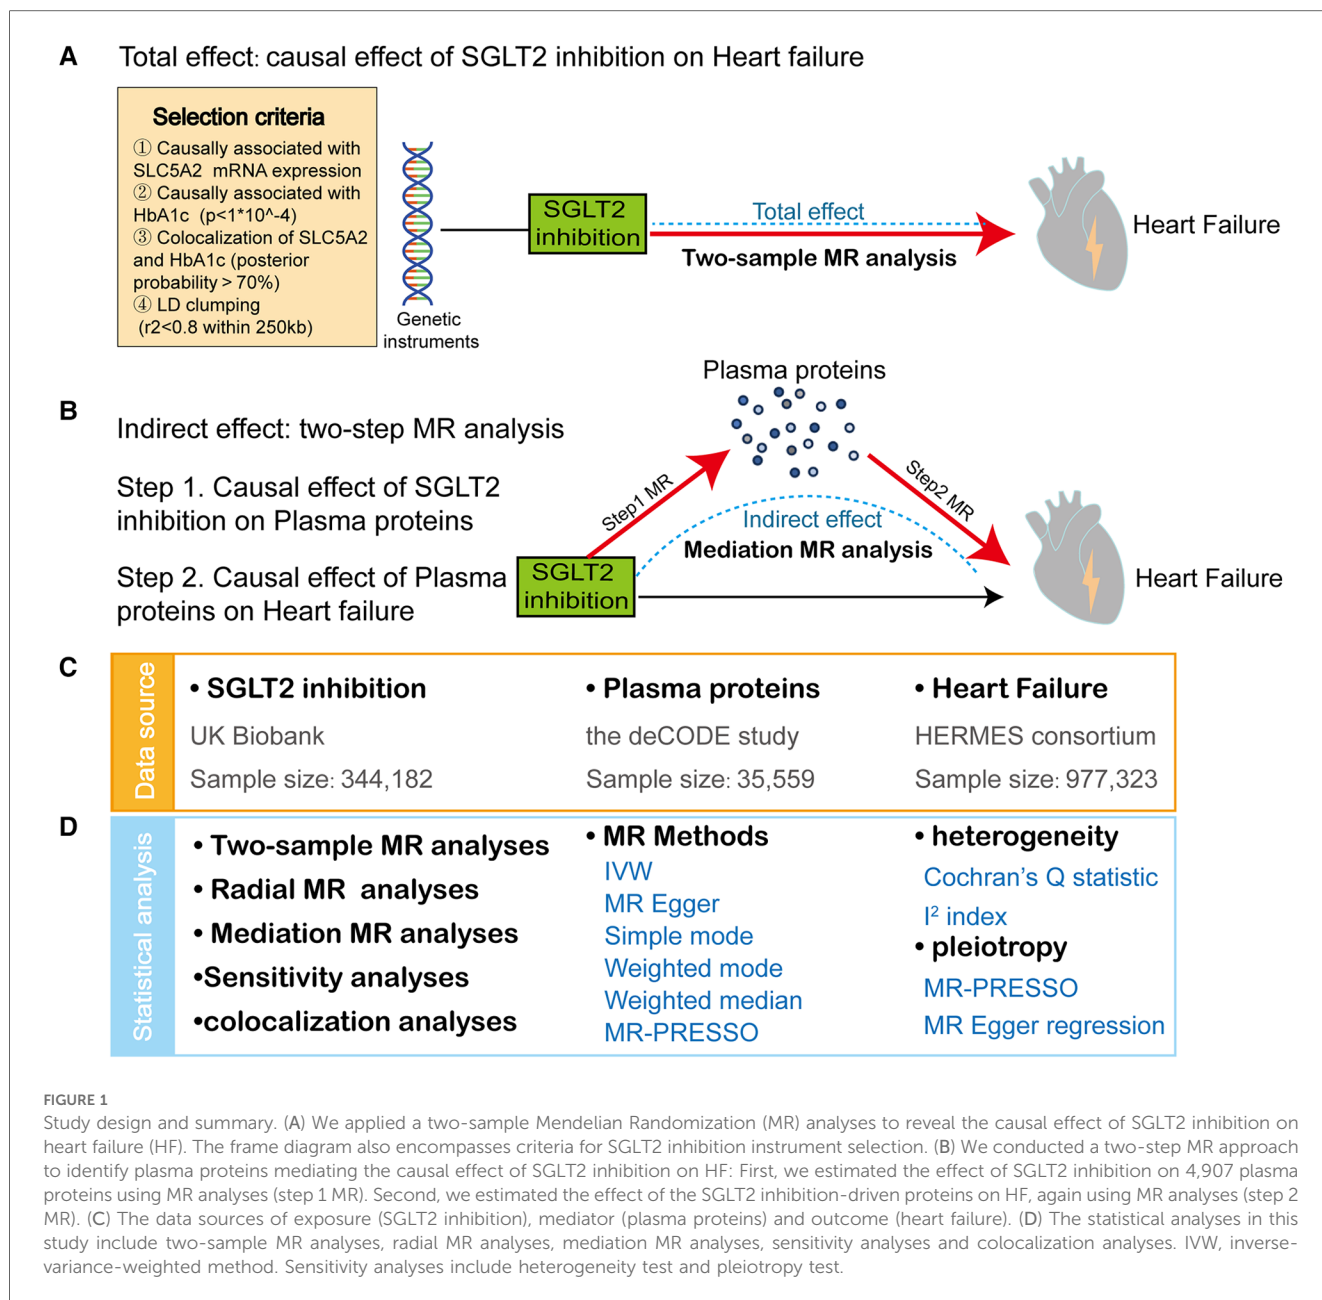 A
Total effect: causal effect of SGLT2 inhibition on Heart failure
Selection criteria
① Causally associated with
SLC5A2 mRNA expression
② Causally associated with
HbA1c (p<1*10^-4)
③ Colocalization of SLC5A2
and HbA1c (posterior
probability > 70%)
④ LD clumping
(r2<0.8 within 250kb)
Genetic
instruments
SGLT2
inhibition
Total effect
Two-sample MR analysis
Heart Failure
B
Indirect effect: two-step MR analysis
Step 1. Causal effect of SGLT2
inhibition on Plasma proteins
Step 2. Causal effect of Plasma
proteins on Heart failure
Plasma proteins
Step1 MR
Step2 MR
Indirect effect
Mediation MR analysis
SGLT2
inhibition
Heart Failure
C
Data source
• SGLT2 inhibition
UK Biobank
Sample size: 344,182
• Plasma proteins
the deCODE study
Sample size: 35,559
• Heart Failure
HERMES consortium
Sample size: 977,323
D
Statistical analysis
• Two-sample MR analyses
• Radial MR analyses
• Mediation MR analyses
•Sensitivity analyses
•colocalization analyses
• MR Methods
IVW
MR Egger
Simple mode
Weighted mode
Weighted median
MR-PRESSO
• heterogeneity
Cochran's Q statistic
I² index
• pleiotropy
MR-PRESSO
MR Egger regression
FIGURE 1
Study design and summary. (A) We applied a two-sample Mendelian Randomization (MR) analyses to reveal the causal effect of SGLT2 inhibition on
heart failure (HF). The frame diagram also encompasses criteria for SGLT2 inhibition instrument selection. (B) We conducted a two-step MR approach
to identify plasma proteins mediating the causal effect of SGLT2 inhibition on HF: First, we estimated the effect of SGLT2 inhibition on 4,907 plasma
proteins using MR analyses (step 1 MR). Second, we estimated the effect of the SGLT2 inhibition-driven proteins on HF, again using MR analyses (step 2
MR). (C) The data sources of exposure (SGLT2 inhibition), mediator (plasma proteins) and outcome (heart failure). (D) The statistical analyses in this
study include two-sample MR analyses, radial MR analyses, mediation MR analyses, sensitivity analyses and colocalization analyses. IVW, inverse-
variance-weighted method. Sensitivity analyses include heterogeneity test and pleiotropy test.